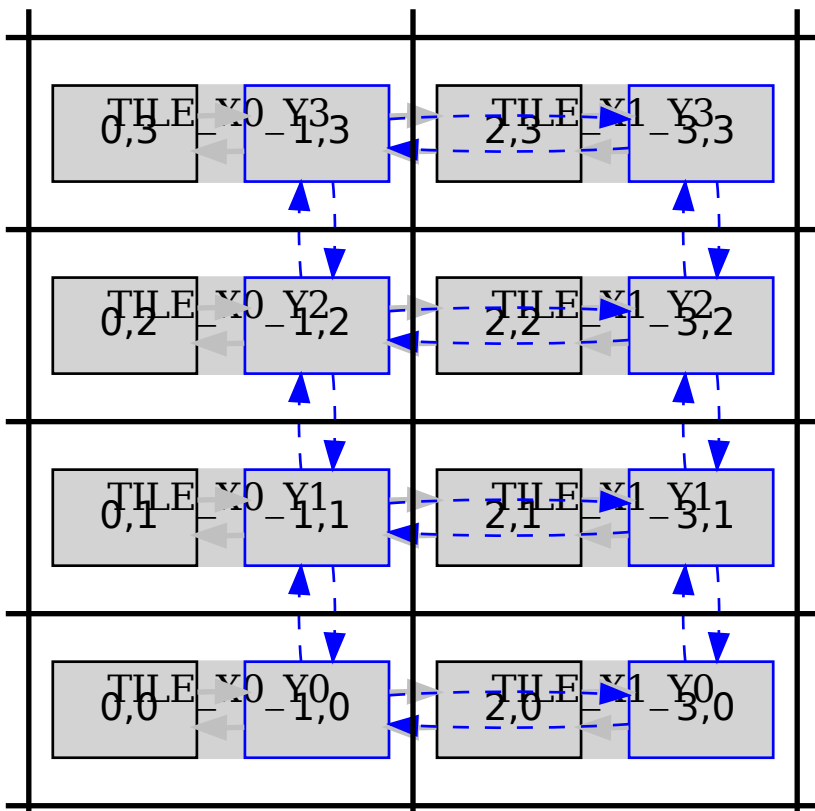 TILE_X0_Y3 TILE_X1_Y3
0,3 1,3 2,3 3,3
TILE_X0_Y2 TILE_X1_Y2
0,2 1,2 2,2 3,2
TILE_X0_Y1 TILE_X1_Y1
0,1 1,1 2,1 3,1
TILE_X0_Y0 TILE_X1_Y0
0,0 1,0 2,0 3,0